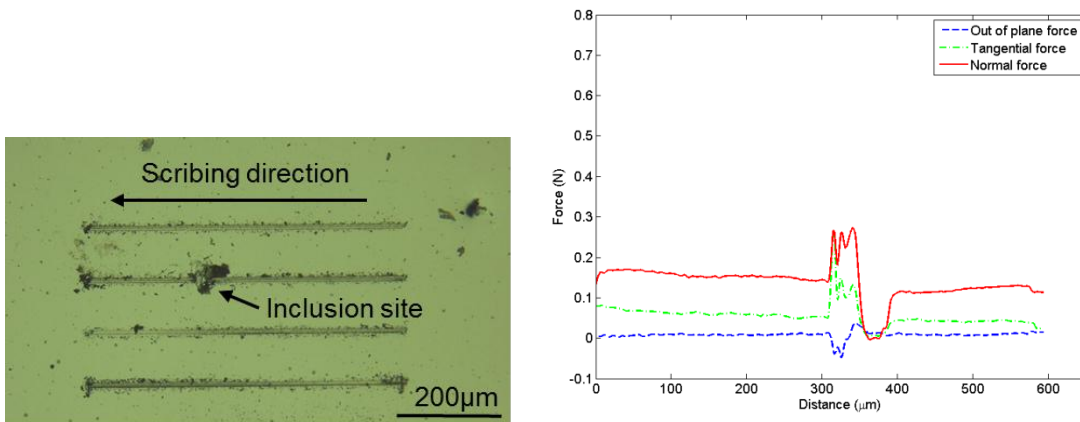 Scribing direction
Inclusion site
200μm
0.8
0.7
0.6
0.5
0.4
0.3
0.2
0.1
0
-0.1
Force (N)
Out of plane force
Tangential force
Normal force
0 100 200 300 400 500 600
Distance (μm)